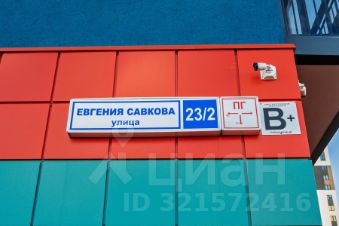 ЕВГЕНИЯ САВКОВА
улица
23/2
ПГ
B+
циан
ID 321572416